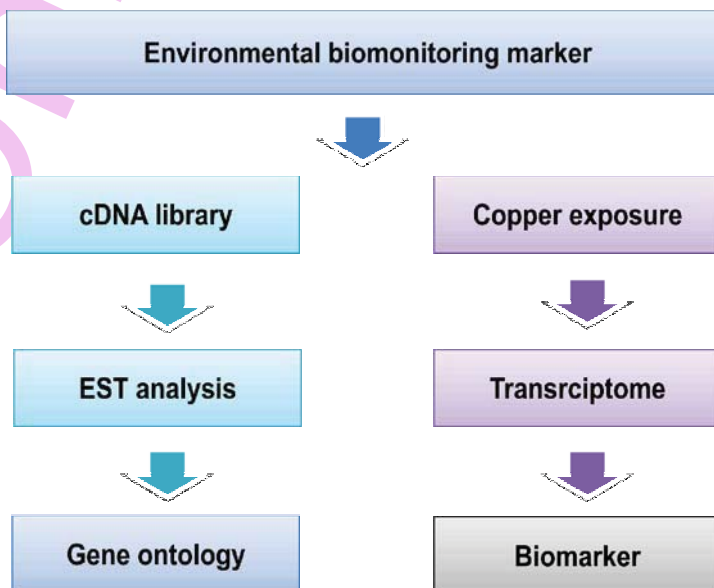 Environmental biomonitoring marker
cDNA library
Copper exposure
EST analysis
Transrciptome
Gene ontology
Biomarker